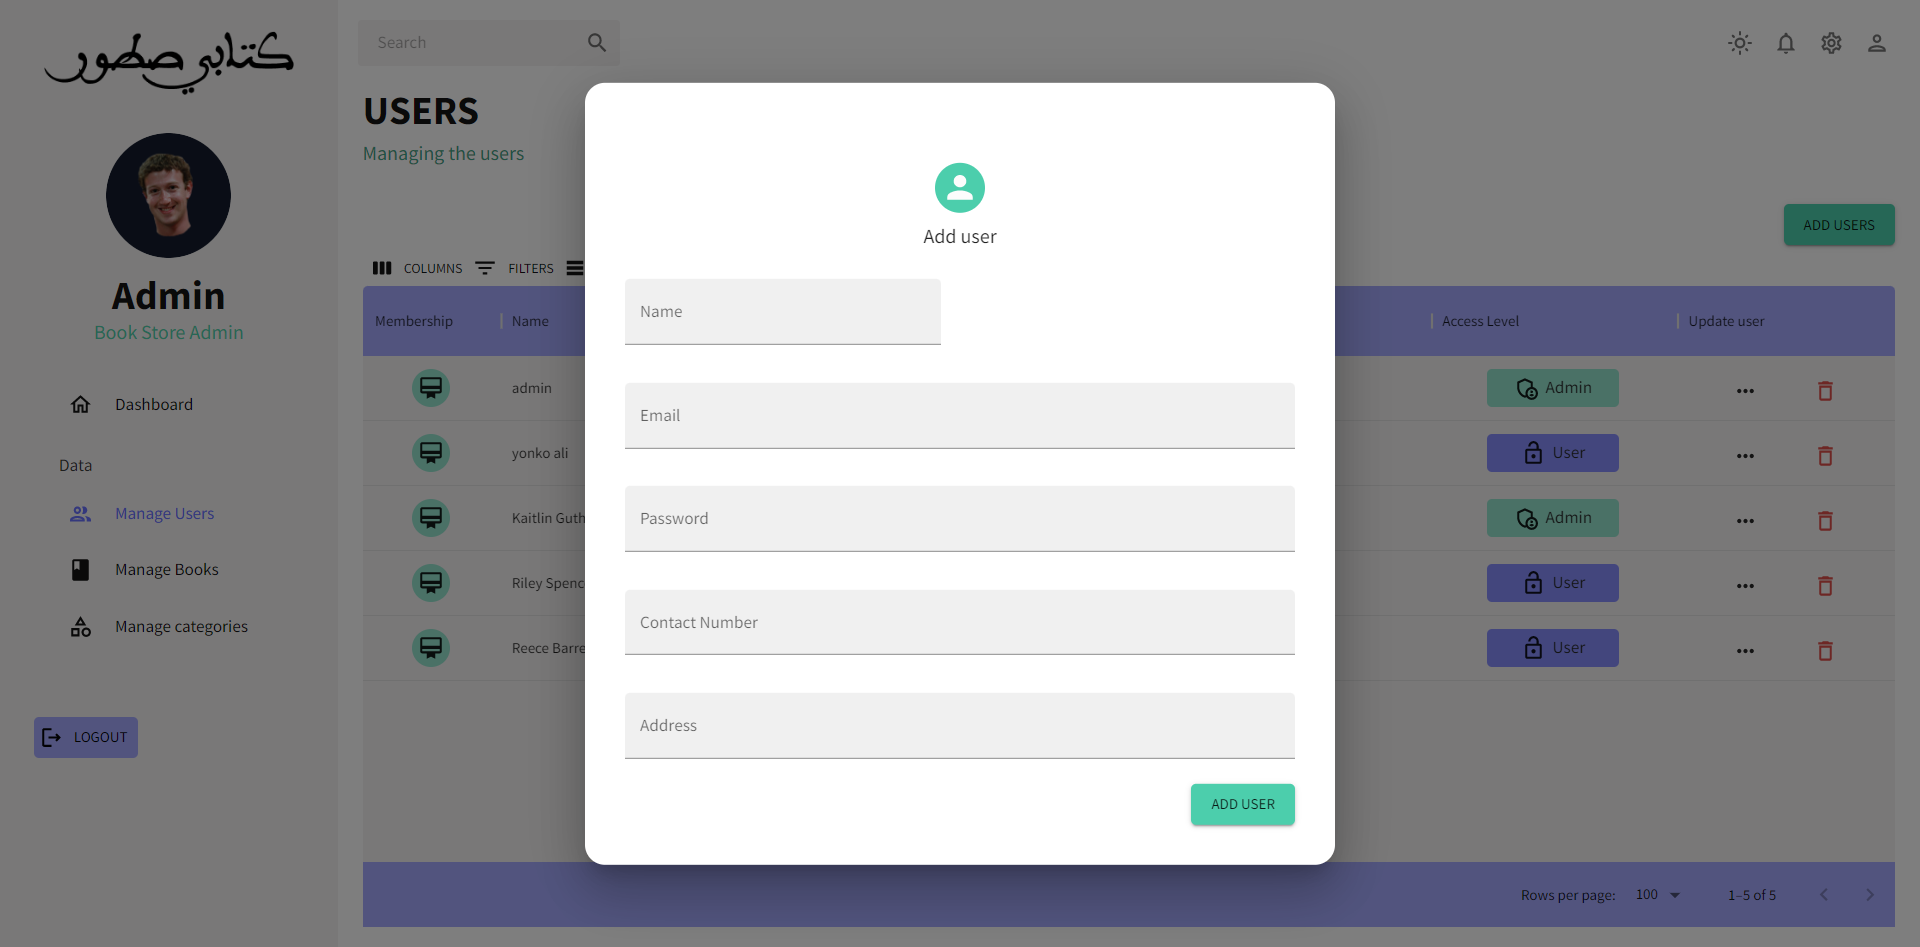 كتابي صطور
Search
USERS
Managing the users
Admin
Book Store Admin
Dashboard
Data
Manage Users
Manage Books
Manage categories
LOGOUT
ADD USERS
COLUMNS FILTERS
Membership Name Access Level Update user
admin Admin
yonko ali User
Kaitlin Guth Admin
Riley Spenc User
Reece Barre User
Rows per page: 100 1–5 of 5
Add user
Name
Email
Password
Contact Number
Address
ADD USER